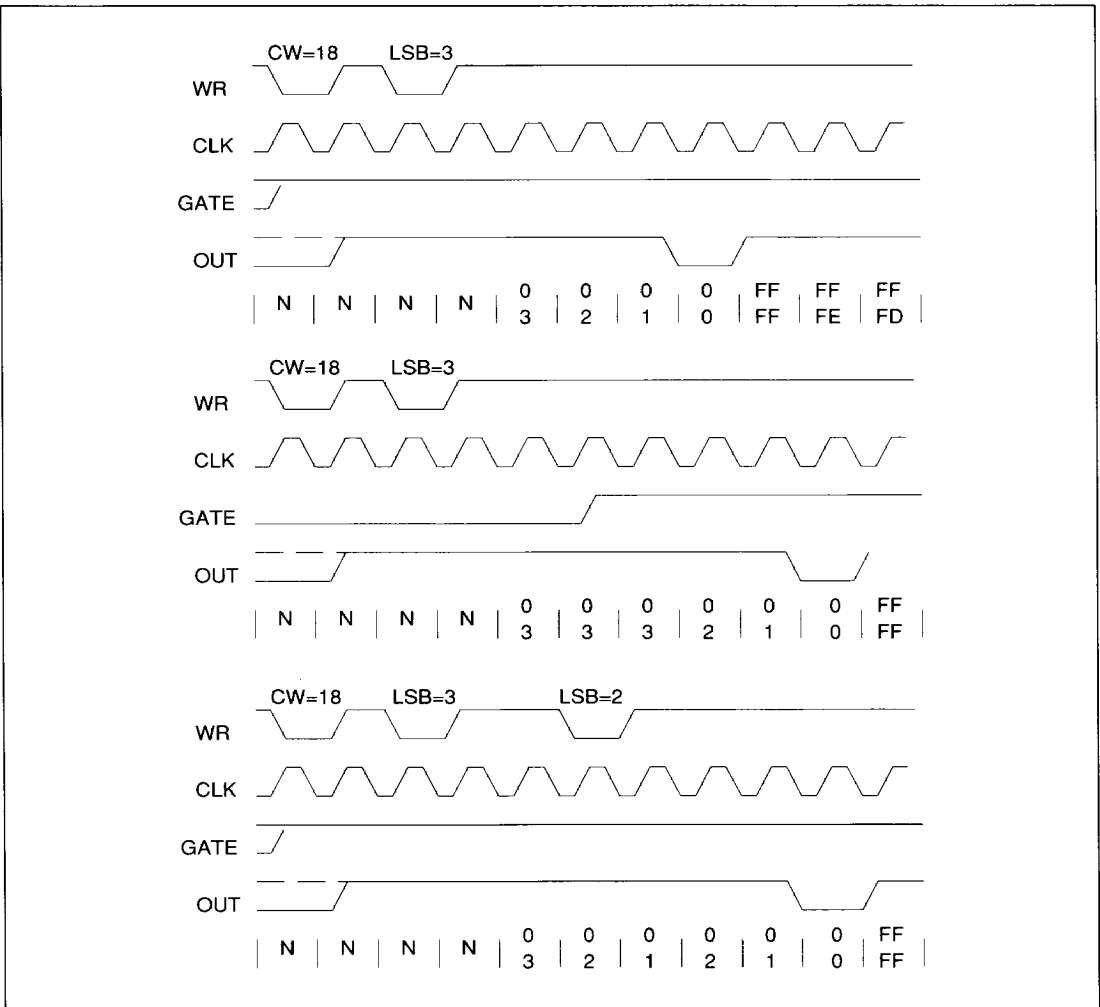 CW=18 LSB=3
WR
CLK
GATE
OUT
N N N N 0 0 0 0 FF FF FF
3 2 1 0 FF FE FD
CW=18 LSB=3
WR
CLK
GATE
OUT
N N N N 0 0 0 0 0 0 FF
3 3 3 2 1 0 FF
CW=18 LSB=3 LSB=2
WR
CLK
GATE
OUT
N N N N 0 0 0 0 0 0 FF
3 2 1 2 1 0 FF